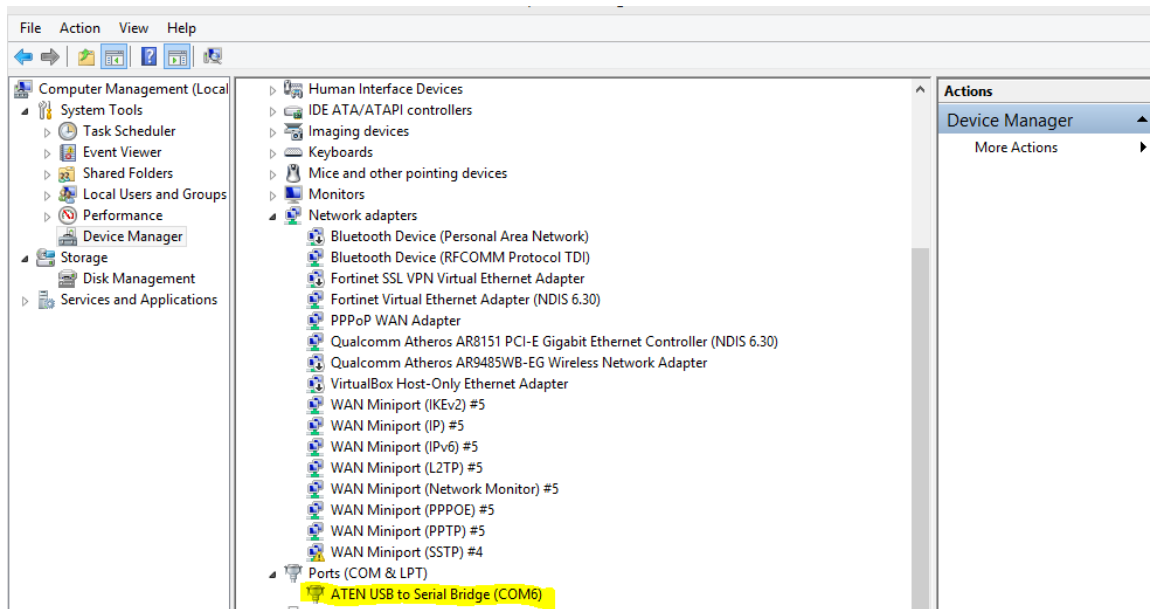 File Action View Help
Computer Management (Local
System Tools
Task Scheduler
Event Viewer
Shared Folders
Local Users and Groups
Performance
Device Manager
Storage
Disk Management
Services and Applications
Human Interface Devices
IDE ATA/ATAPI controllers
Imaging devices
Keyboards
Mice and other pointing devices
Monitors
Network adapters
Bluetooth Device (Personal Area Network)
Bluetooth Device (RFCOMM Protocol TDI)
Fortinet SSL VPN Virtual Ethernet Adapter
Fortinet Virtual Ethernet Adapter (NDIS 6.30)
PPPoP WAN Adapter
Qualcomm Atheros AR8151 PCI-E Gigabit Ethernet Controller (NDIS 6.30)
Qualcomm Atheros AR9485WB-EG Wireless Network Adapter
VirtualBox Host-Only Ethernet Adapter
WAN Miniport (IKEv2) #5
WAN Miniport (IP) #5
WAN Miniport (IPv6) #5
WAN Miniport (L2TP) #5
WAN Miniport (Network Monitor) #5
WAN Miniport (PPPOE) #5
WAN Miniport (PPTP) #5
WAN Miniport (SSTP) #4
Ports (COM & LPT)
ATEN USB to Serial Bridge (COM6)
Actions
Device Manager
More Actions